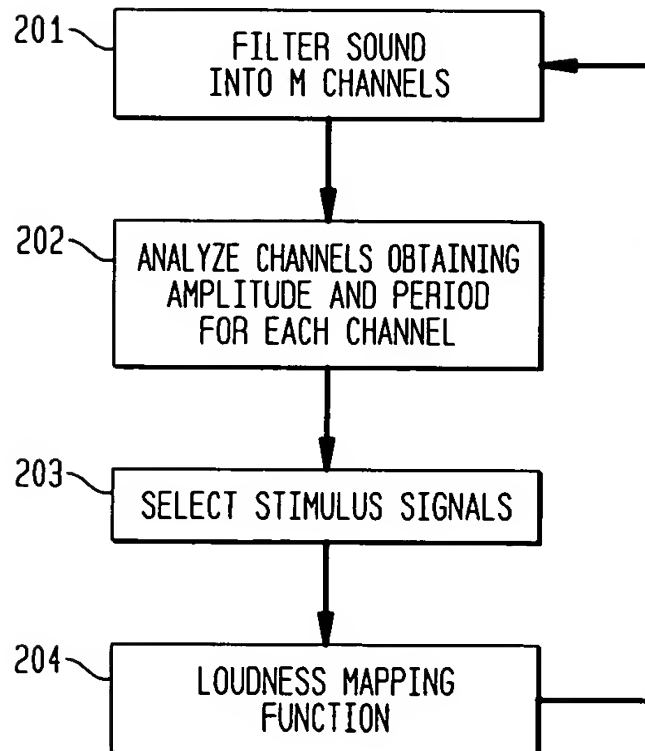 201
FILTER SOUND
INTO M CHANNELS
202
ANALYZE CHANNELS OBTAINING
AMPLITUDE AND PERIOD
FOR EACH CHANNEL
203
SELECT STIMULUS SIGNALS
204
LOUDNESS MAPPING
FUNCTION